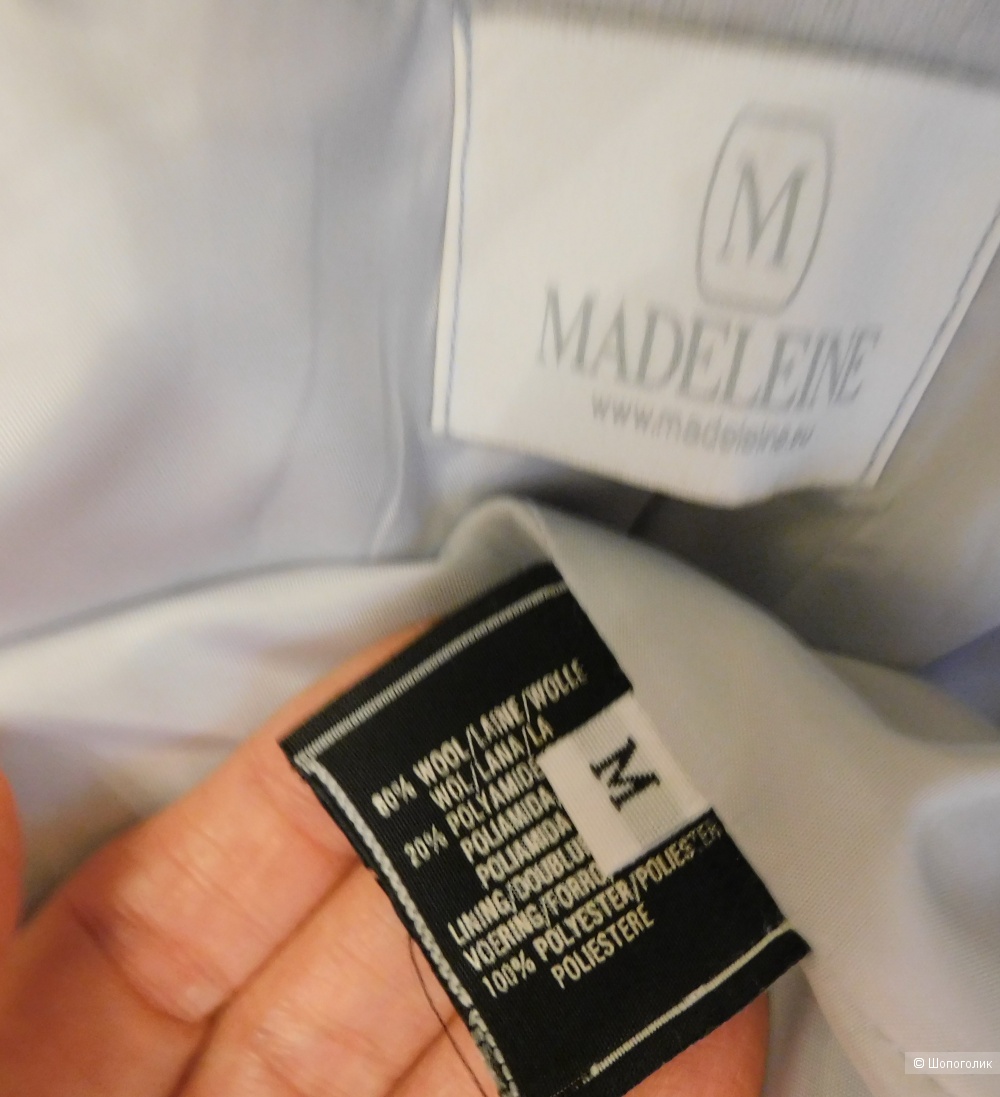 M
MADELEINE
www.madeleine.eu
80% WOOL/LAINE/WOLLE
WOL/LANA/LÃ
20% POLYAMIDE
POLIAMIDA
POLIAMIDA
LINING/DOUBLU
VOERING/FORRO
100% POLYESTER/POLIESTER
POLIESTERE
M
© Шопоголик